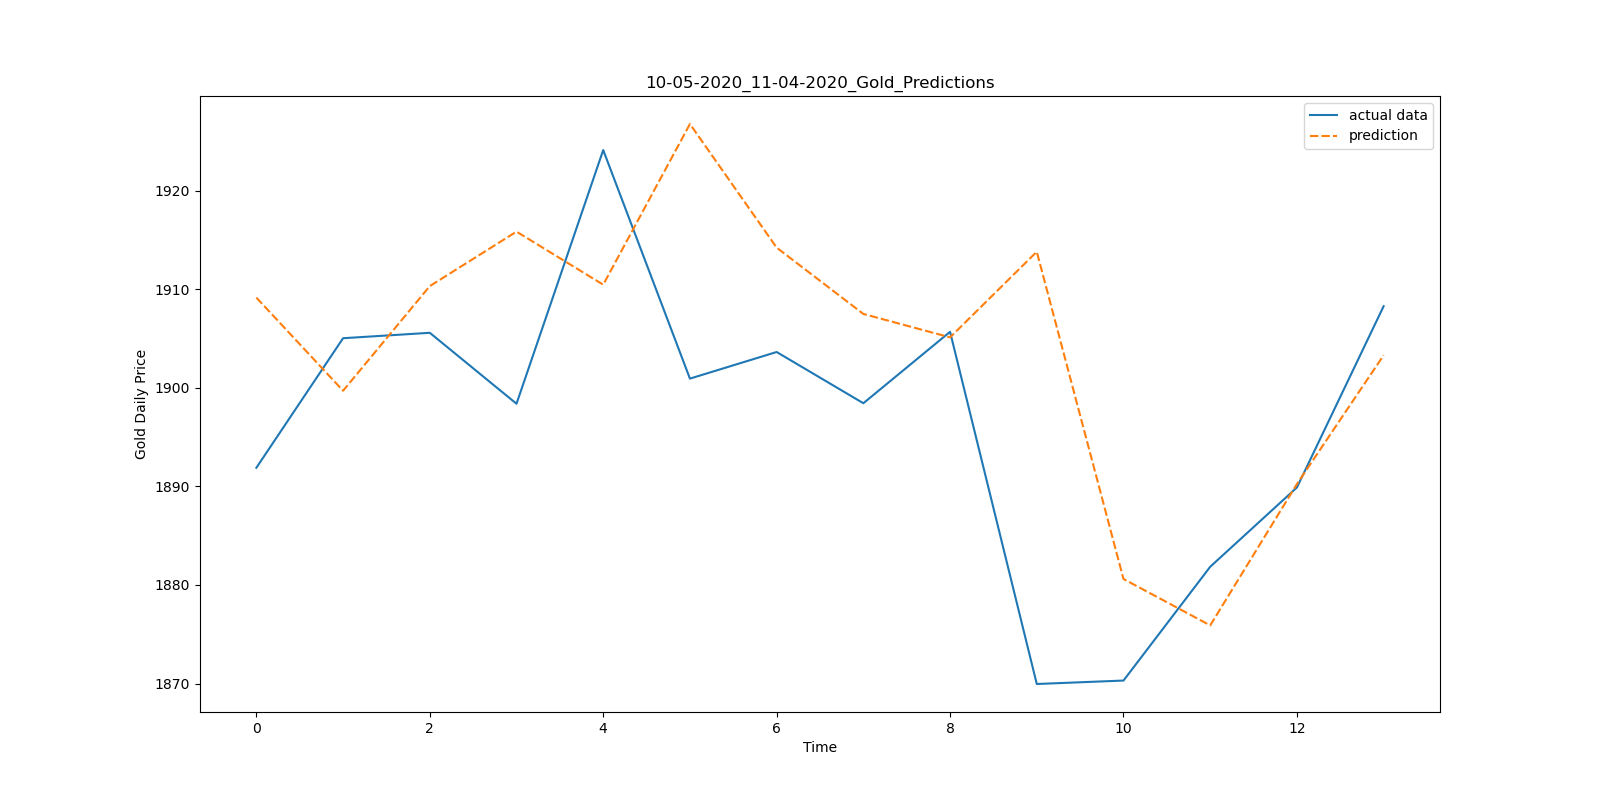 10-05-2020_11-04-2020_Gold_Predictions
actual data
prediction
Gold Daily Price
1920
1910
1900
1890
1880
1870
0 2 4 6 8 10 12
Time